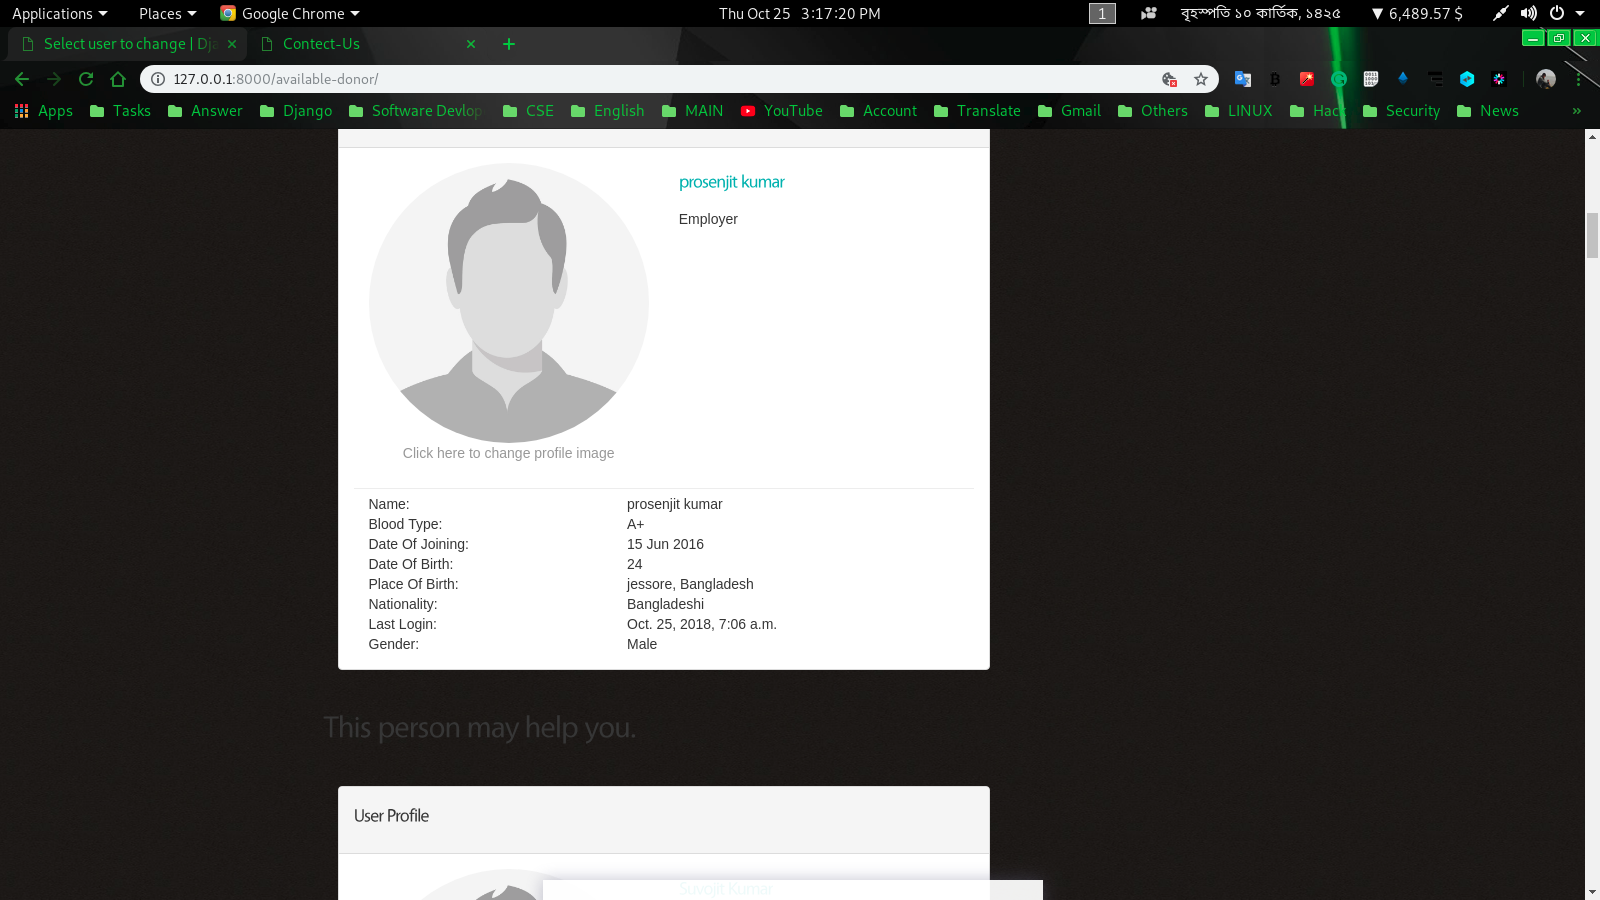 Applications Places Google Chrome Thu Oct 25 3:17:20 PM 1 বৃহস্পতি ১০ কার্তিক, ১৪২৫ ▼ 6,489.57 $
Select user to change | Dja Contect-Us
127.0.0.1:8000/available-donor/
Apps Tasks Answer Django Software Devlop CSE English MAIN YouTube Account Translate Gmail Others LINUX Hack Security News »
prosenjit kumar
Employer
Click here to change profile image
Name: prosenjit kumar
Blood Type: A+
Date Of Joining: 15 Jun 2016
Date Of Birth: 24
Place Of Birth: jessore, Bangladesh
Nationality: Bangladeshi
Last Login: Oct. 25, 2018, 7:06 a.m.
Gender: Male
This person may help you.
User Profile
Suvojit Kumar